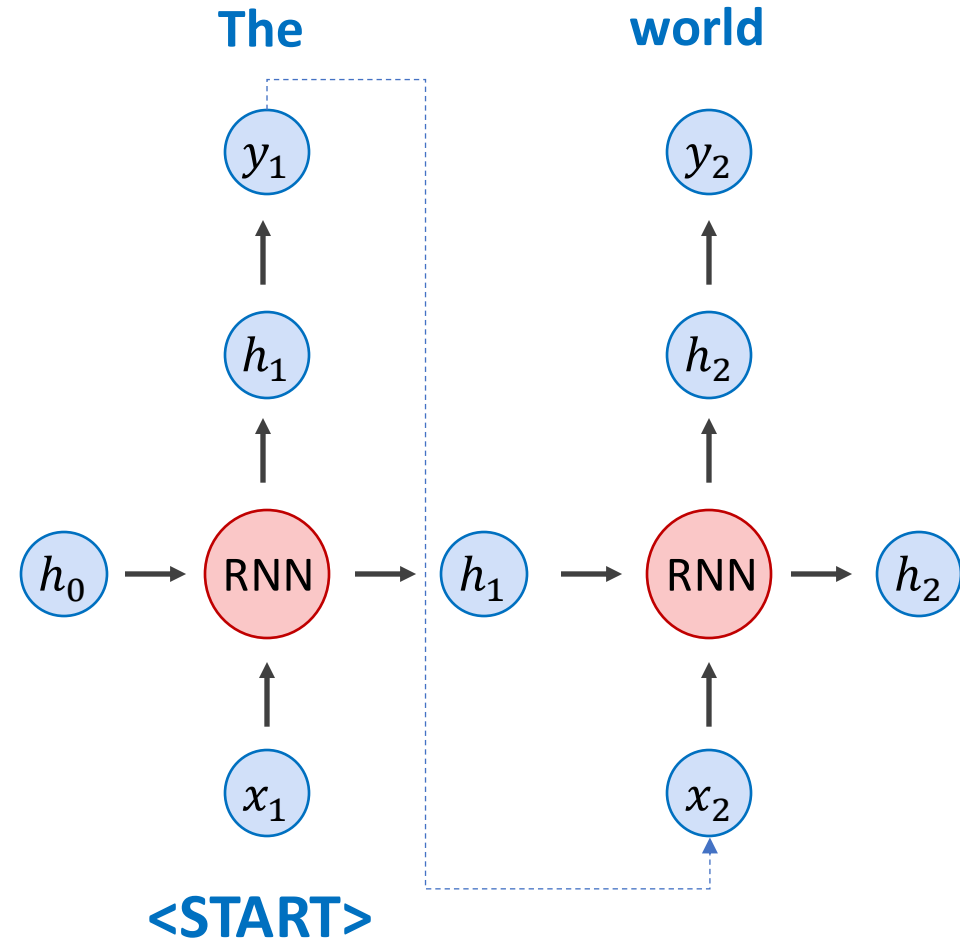 The world
y₁ y₂
h₁ h₂
h₀ RNN h₁ RNN h₂
x₁ x₂
<START>